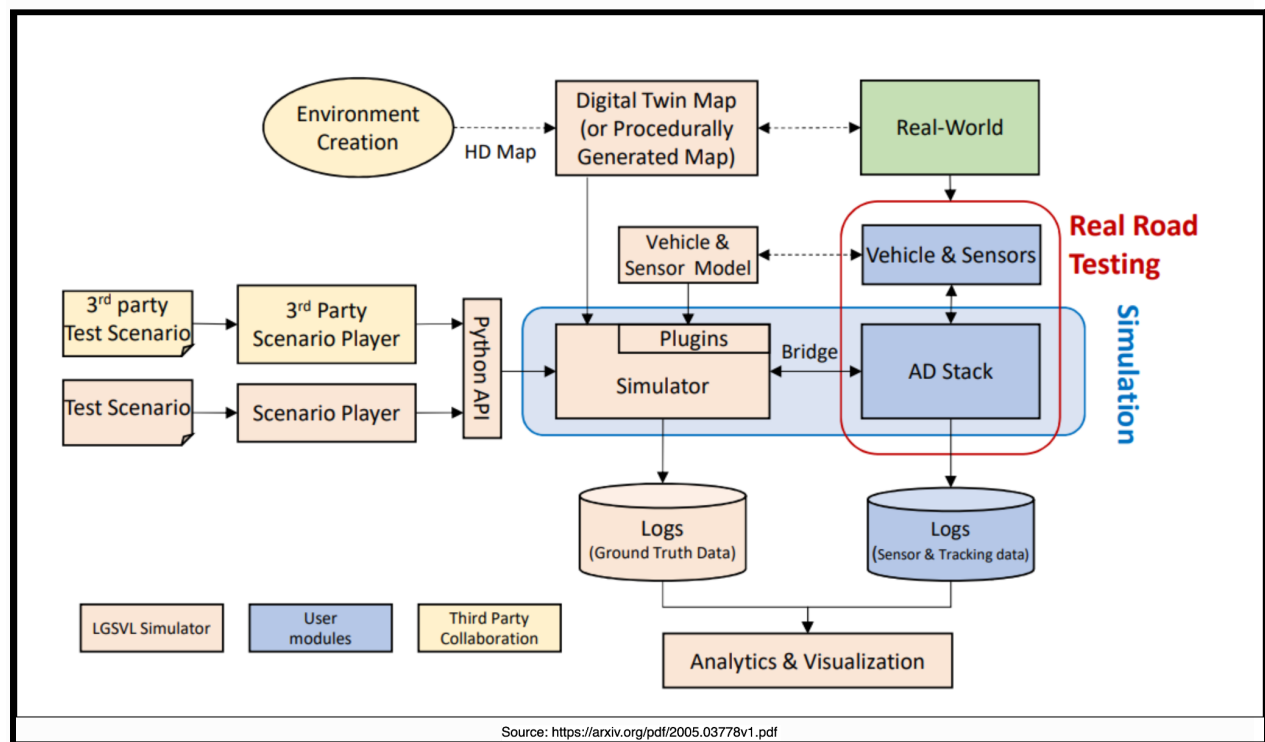 Environment
Creation
HD Map
Digital Twin Map
(or Procedurally
Generated Map)
Real-World
Real Road
Testing
Vehicle &
Sensor Model
Vehicle & Sensors
3rd party
Test Scenario
3rd Party
Scenario Player
Python API
Plugins
Simulator
Bridge
AD Stack
Simulation
Test Scenario
Scenario Player
Logs
(Ground Truth Data)
Logs
(Sensor & Tracking data)
LGSVL Simulator
User
modules
Third Party
Collaboration
Analytics & Visualization
Source: https://arxiv.org/pdf/2005.03778v1.pdf